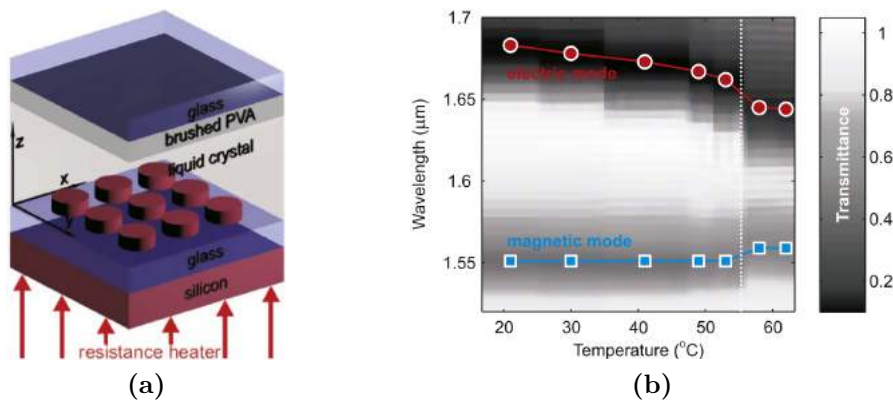 glass
brushed PVA
liquid crystal
z
x
y
glass
silicon
resistance heater
(a)
1.7
1.65
1.6
1.55
Wavelength (μm)
electric mode
magnetic mode
20
30
40
50
60
Temperature (°C)
1
0.8
0.6
0.4
0.2
Transmittance
(b)